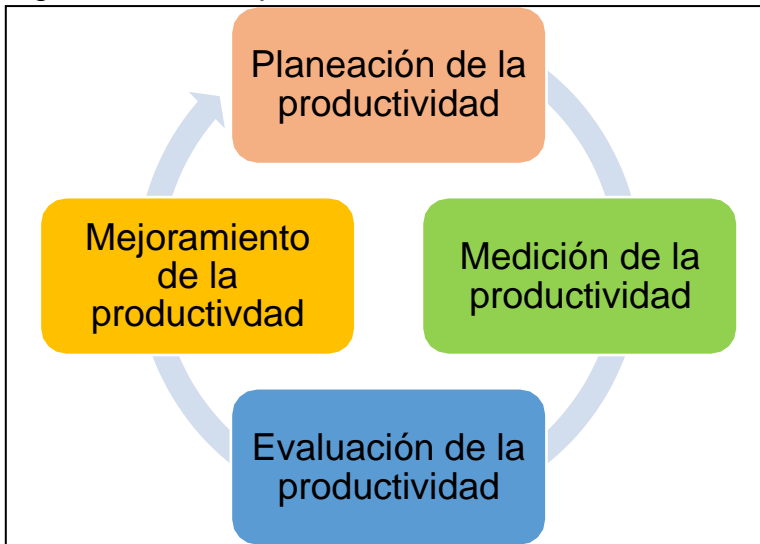 Planeación de la
productividad
Medición de la
productividad
Evaluación de la
productividad
Mejoramiento
de la
productivdad